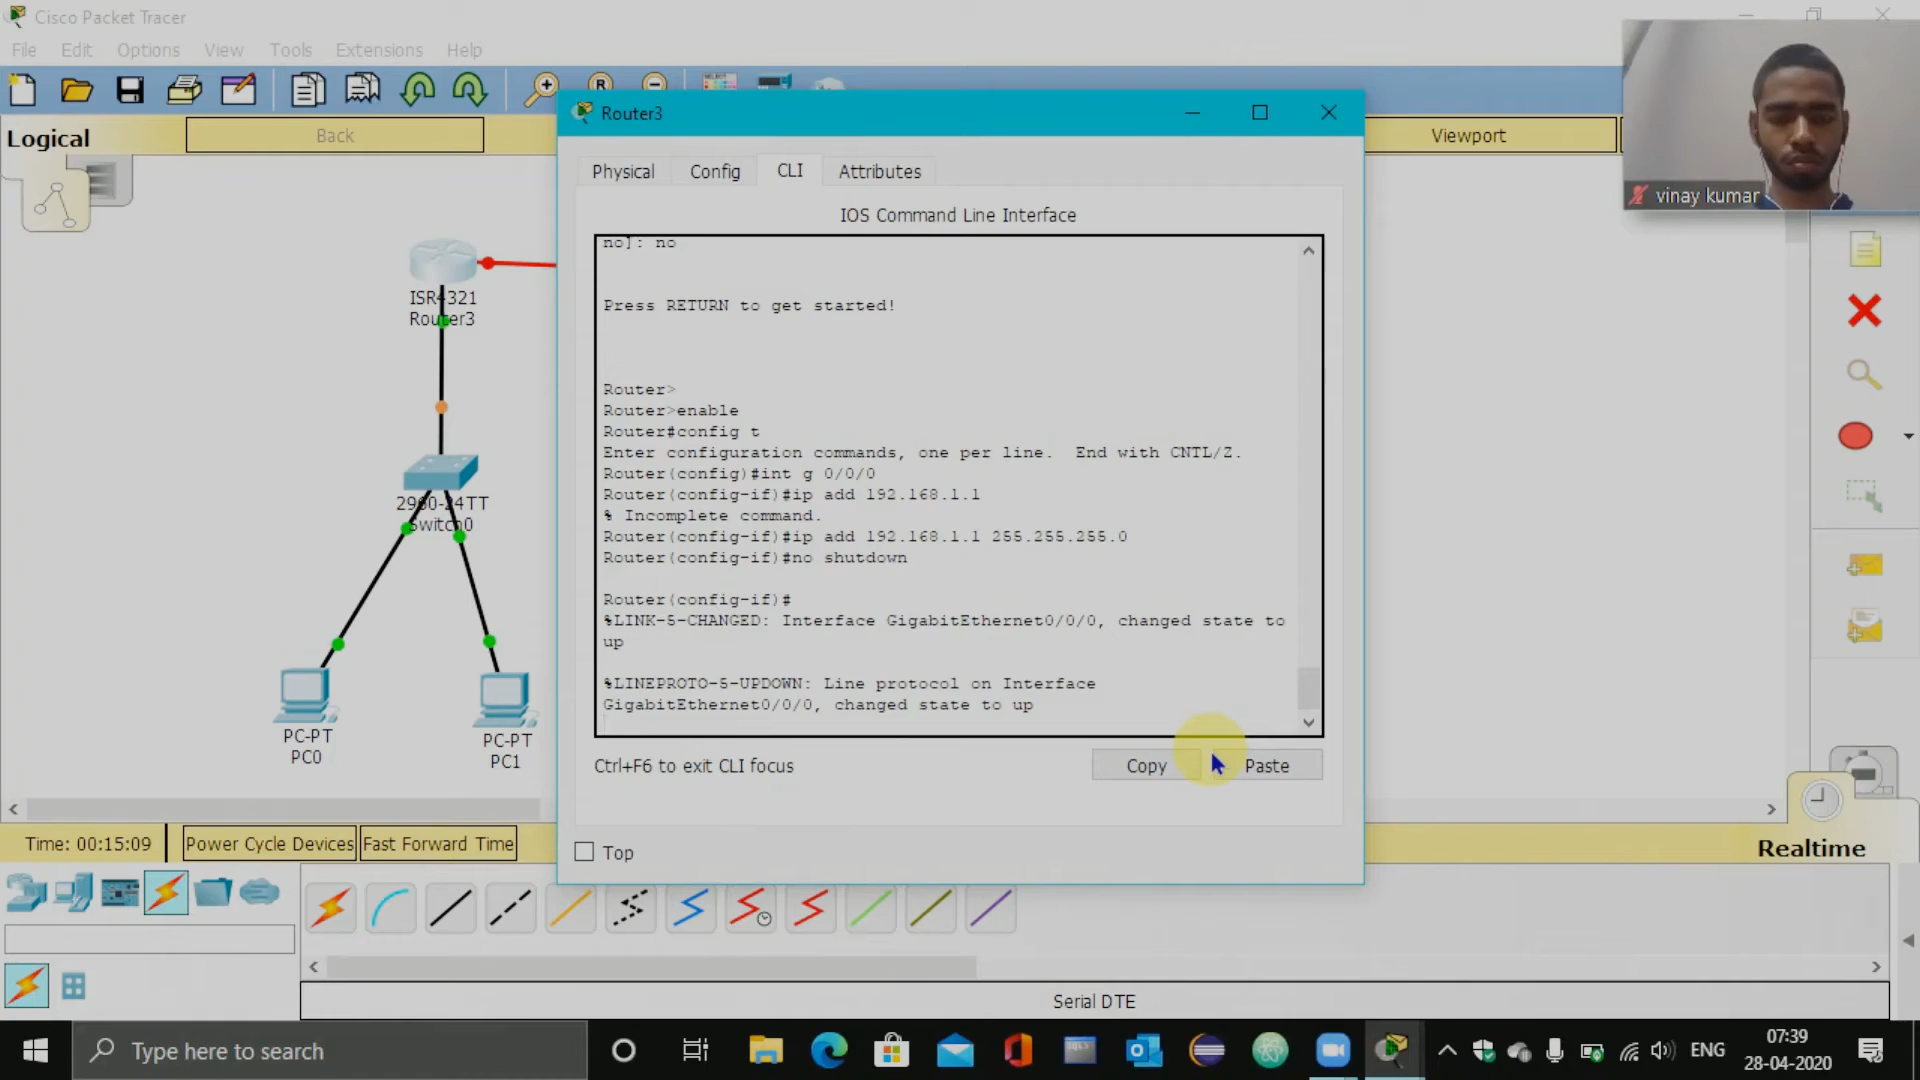 Cisco Packet Tracer
File Edit Options View Tools Extensions Help
Logical
Back
Viewport
vinay kumar
Router3
Physical Config CLI Attributes
IOS Command Line Interface
no]: no
Press RETURN to get started!
Router>
Router>enable
Router#config t
Enter configuration commands, one per line.  End with CNTL/Z.
Router(config)#int g 0/0/0
Router(config-if)#ip add 192.168.1.1
% Incomplete command.
Router(config-if)#ip add 192.168.1.1 255.255.255.0
Router(config-if)#no shutdown
Router(config-if)#
%LINK-5-CHANGED: Interface GigabitEthernet0/0/0, changed state to
up
%LINEPROTO-5-UPDOWN: Line protocol on Interface
GigabitEthernet0/0/0, changed state to up
Ctrl+F6 to exit CLI focus
Copy
Paste
Top
ISR4321
Router3
2960-24TT
Switch0
PC-PT
PC0
PC-PT
PC1
Time: 00:15:09
Power Cycle Devices
Fast Forward Time
Realtime
Serial DTE
Type here to search
ENG
07:39
28-04-2020